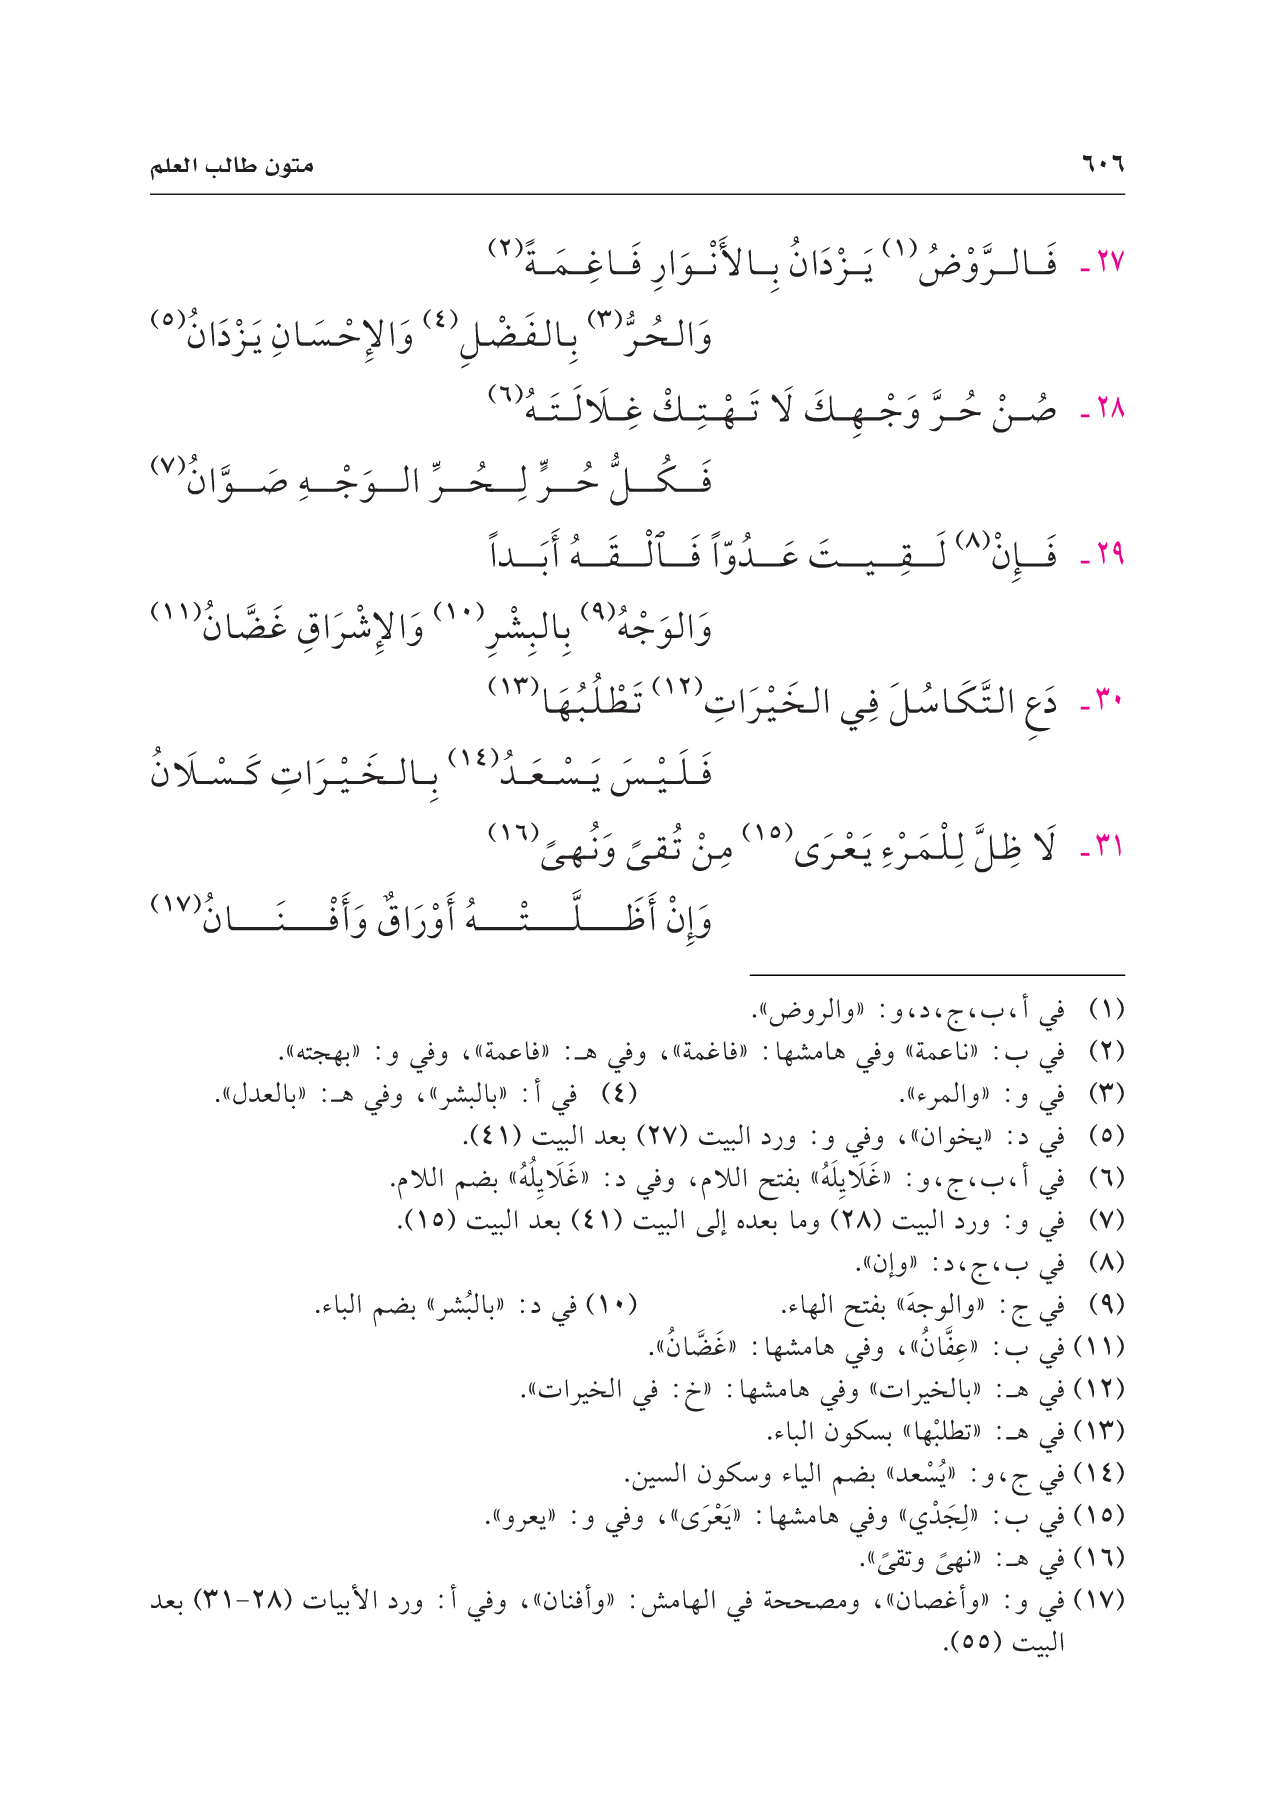 ٦٠٦ متون طالب العلم
٢٧ـ فَالرَّوْضُ(١) يَزْدَانُ بِالأَنْوَارِ فَاغِمَةً(٢)
وَالحُرُّ(٣) بِالفَضْلِ(٤) وَالإِحْسَانِ يَزْدَانُ(٥)
٢٨ـ صُنْ حُرَّ وَجْهِكَ لَا تَهْتِكْ غِلَالَتَهُ(٦)
فَكُلُّ حُرٍّ لِحُرِّ الوَجْهِ صَوَّانُ(٧)
٢٩ـ فَإِنْ(٨) لَقِيتَ عَدُوّاً فَٱلْقَهُ أَبَداً
وَالوَجْهُ(٩) بِالبِشْرِ(١٠) وَالإِشْرَاقِ غَضَّانُ(١١)
٣٠ـ دَعِ التَّكَاسُلَ فِي الخَيْرَاتِ(١٢) تَطْلُبُهَا(١٣)
فَلَيْسَ يَسْعَدُ(١٤) بِالخَيْرَاتِ كَسْلَانُ
٣١ـ لَا ظِلَّ لِلْمَرْءِ يَعْرَى(١٥) مِنْ تُقىً وَنُهىً(١٦)
وَإِنْ أَظَلَّتْهُ أَوْرَاقٌ وَأَفْنَانُ(١٧)
(١) في أ، ب، ج، د، و: «والروض».
(٢) في ب: «ناعمة» وفي هامشها: «فاغمة»، وفي هـ: «فاعمة»، وفي و: «بهجته».
(٣) في و: «والمرء». (٤) في أ: «بالبشر»، وفي هـ: «بالعدل».
(٥) في د: «يخوان»، وفي و: ورد البيت (٢٧) بعد البيت (٤١).
(٦) في أ، ب، ج، و: «غَلَايِلَهُ» بفتح اللام، وفي د: «غَلَايِلُهُ» بضم اللام.
(٧) في و: ورد البيت (٢٨) وما بعده إلى البيت (٤١) بعد البيت (١٥).
(٨) في ب، ج، د: «وإن».
(٩) في ج: «والوجهَ» بفتح الهاء. (١٠) في د: «بالبُشر» بضم الباء.
(١١) في ب: «عِفَّانُ»، وفي هامشها: «غَضَّانُ».
(١٢) في هـ: «بالخيرات» وفي هامشها: «خ: في الخيرات».
(١٣) في هـ: «تطلبْها» بسكون الباء.
(١٤) في ج، و: «يُسْعد» بضم الياء وسكون السين.
(١٥) في ب: «لِجَدْي» وفي هامشها: «يَعْرَى»، وفي و: «يعرو».
(١٦) في هـ: «نهىً وتقىً».
(١٧) في و: «وأغصان»، ومصححة في الهامش: «وأفنان»، وفي أ: ورد الأبيات (٢٨-٣١) بعد
البيت (٥٥).